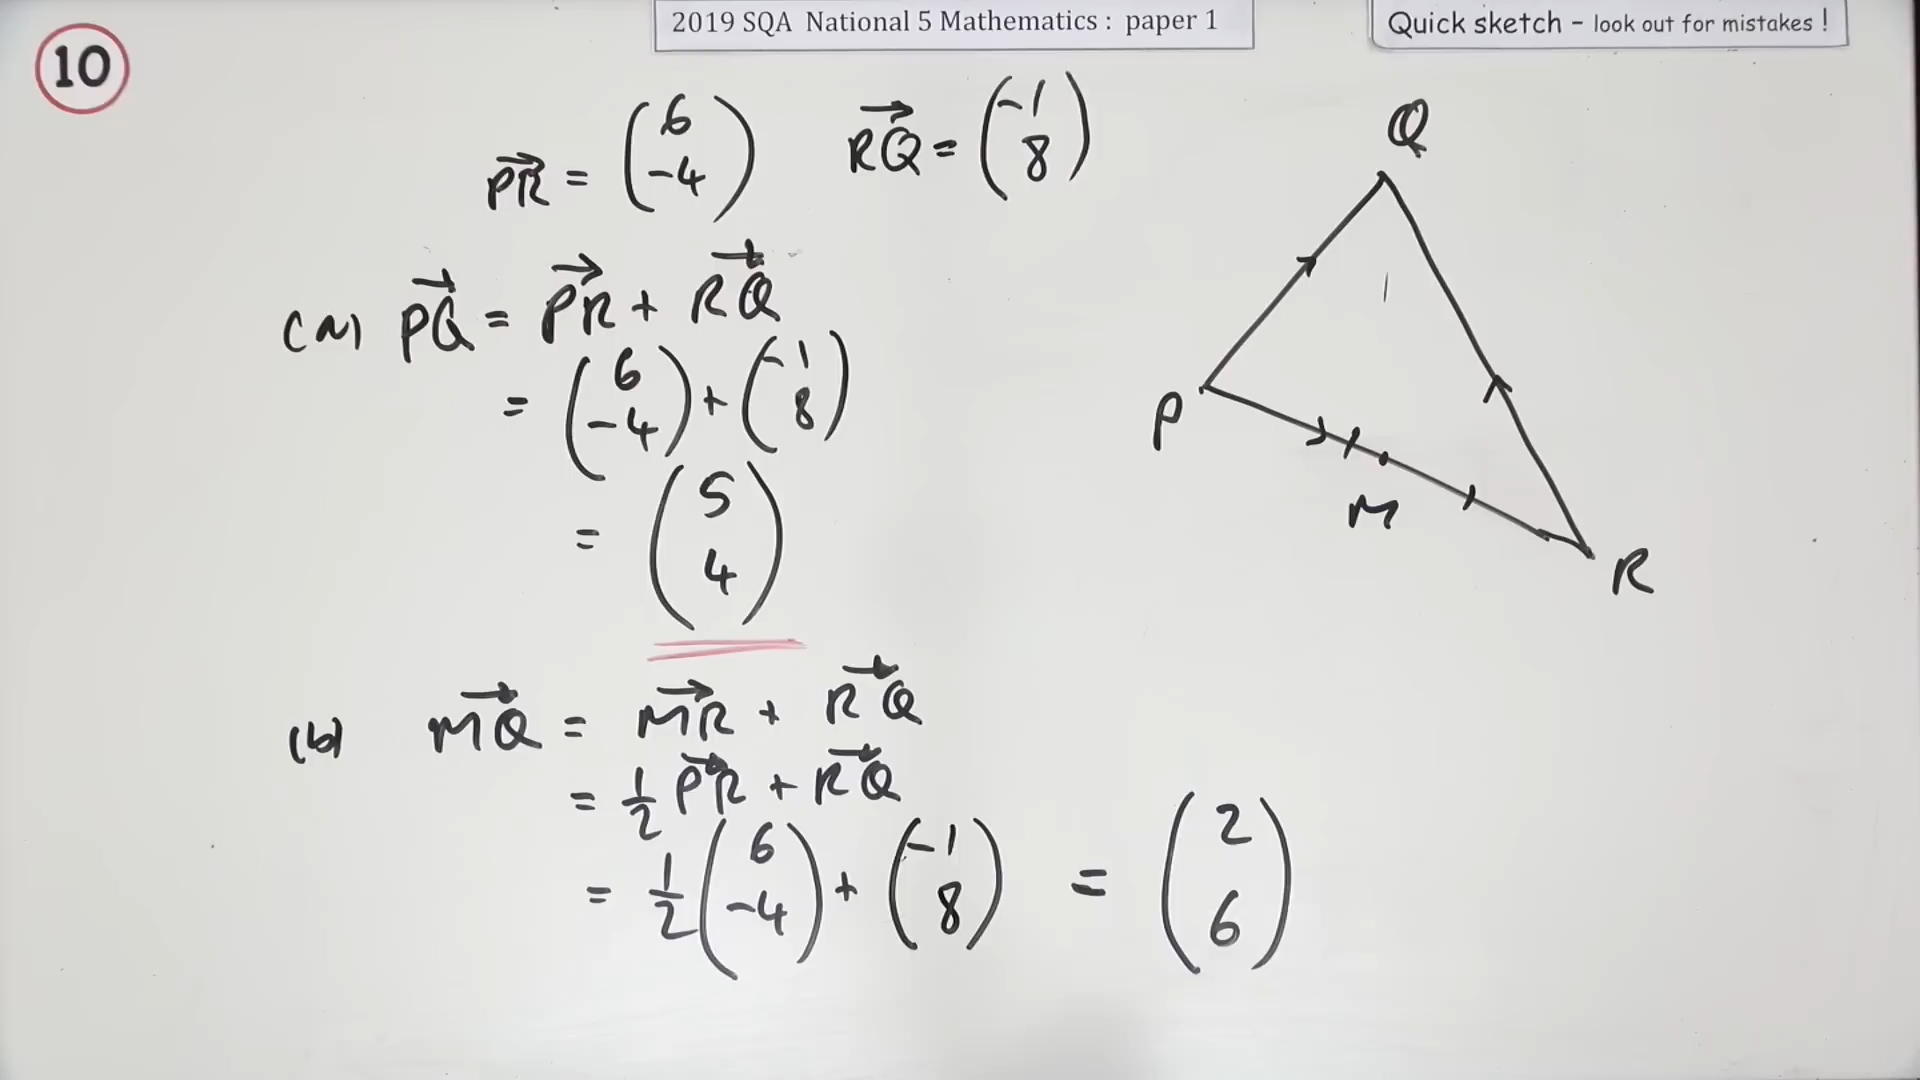 2019 SQA National 5 Mathematics : paper 1
Quick sketch – look out for mistakes !
10
PR = (6 -4) RQ = (-1 8)
Q
(a) PQ = PR + RQ
= (6 -4) + (-1 8)
P
M
R
= (5 4)
(b) MQ = MR + RQ
= 1/2 PR + RQ
= 1/2 (6 -4) + (-1 8) = (2 6)